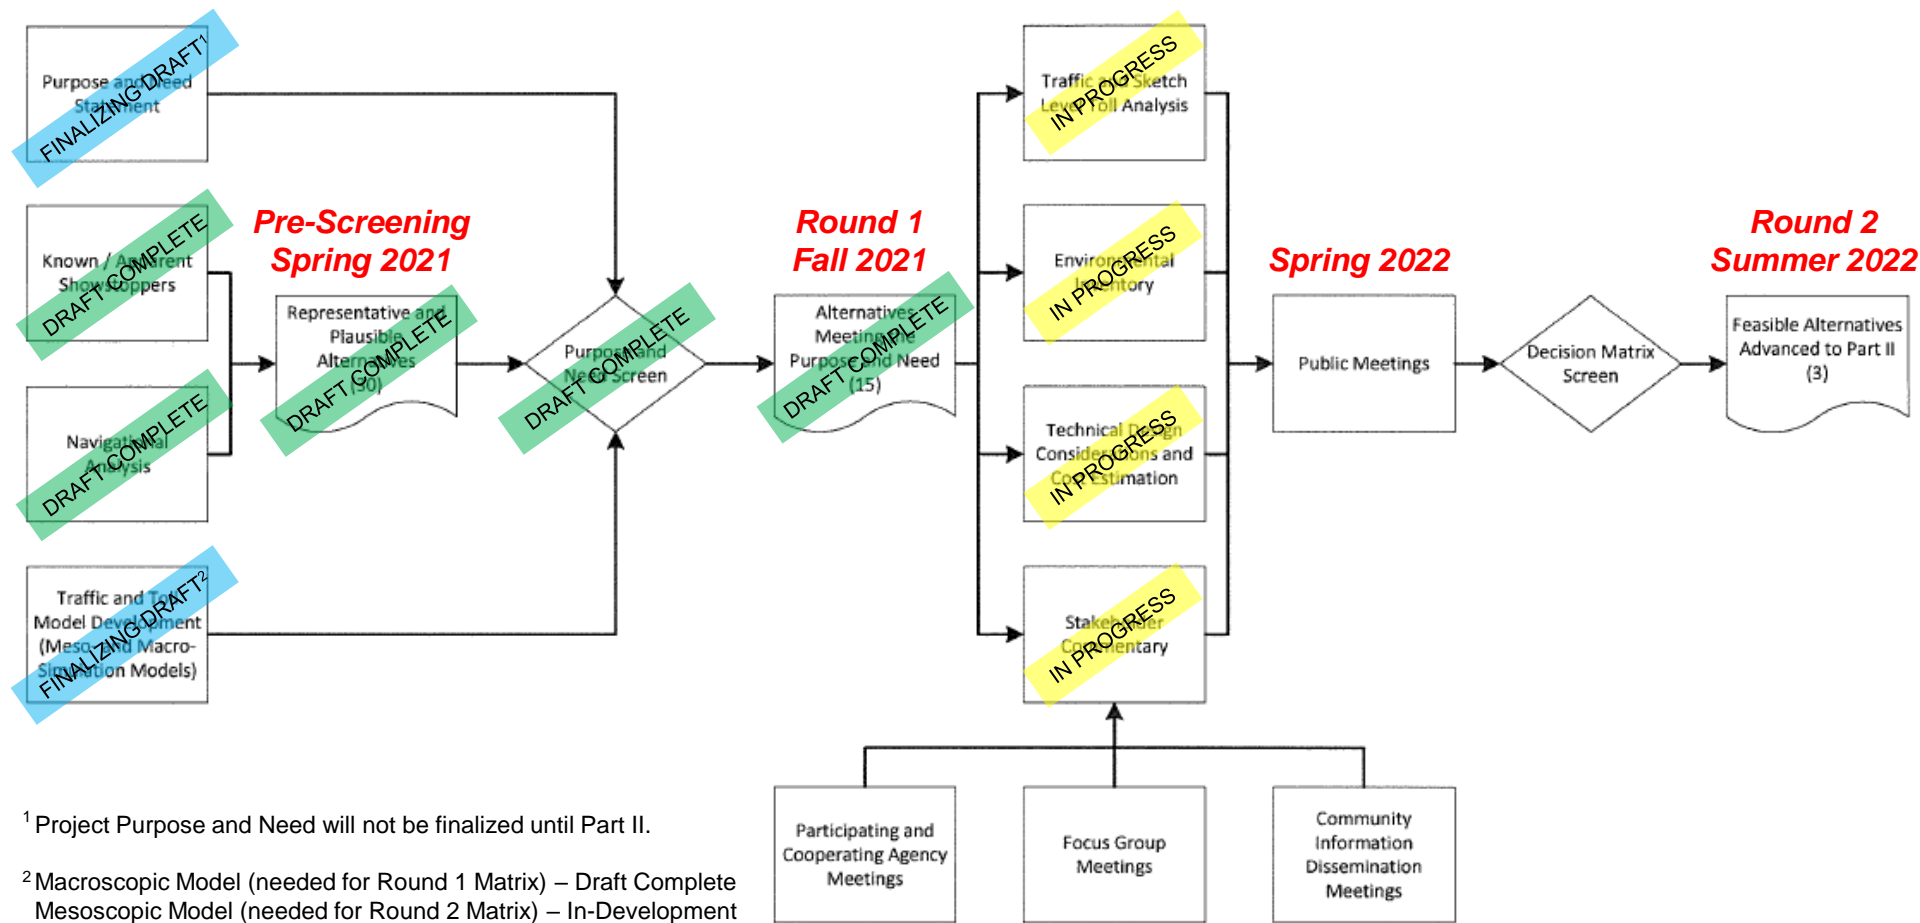 Purpose and Need
Statement
FINALIZING DRAFT¹
Known / Apparent
Showstoppers
DRAFT COMPLETE
Navigational
Analysis
DRAFT COMPLETE
Traffic and Toll
Model Development
(Meso- and Macro-
Simulation Models)
FINALIZING DRAFT²
Pre-Screening
Spring 2021
Representative and
Plausible
Alternatives
(30)
DRAFT COMPLETE
Purpose and
Need Screen
DRAFT COMPLETE
Round 1
Fall 2021
Alternatives
Meeting the
Purpose and Need
(15)
DRAFT COMPLETE
Traffic and Sketch
Level Toll Analysis
IN PROGRESS
Environmental
Inventory
IN PROGRESS
Technical Design
Considerations and
Cost Estimation
IN PROGRESS
Stakeholder
Commentary
IN PROGRESS
Spring 2022
Public Meetings
Decision Matrix
Screen
Round 2
Summer 2022
Feasible Alternatives
Advanced to Part II
(3)
Participating and
Cooperating Agency
Meetings
Focus Group
Meetings
Community
Information
Dissemination
Meetings
¹ Project Purpose and Need will not be finalized until Part II.
² Macroscopic Model (needed for Round 1 Matrix) – Draft Complete
Mesoscopic Model (needed for Round 2 Matrix) – In-Development